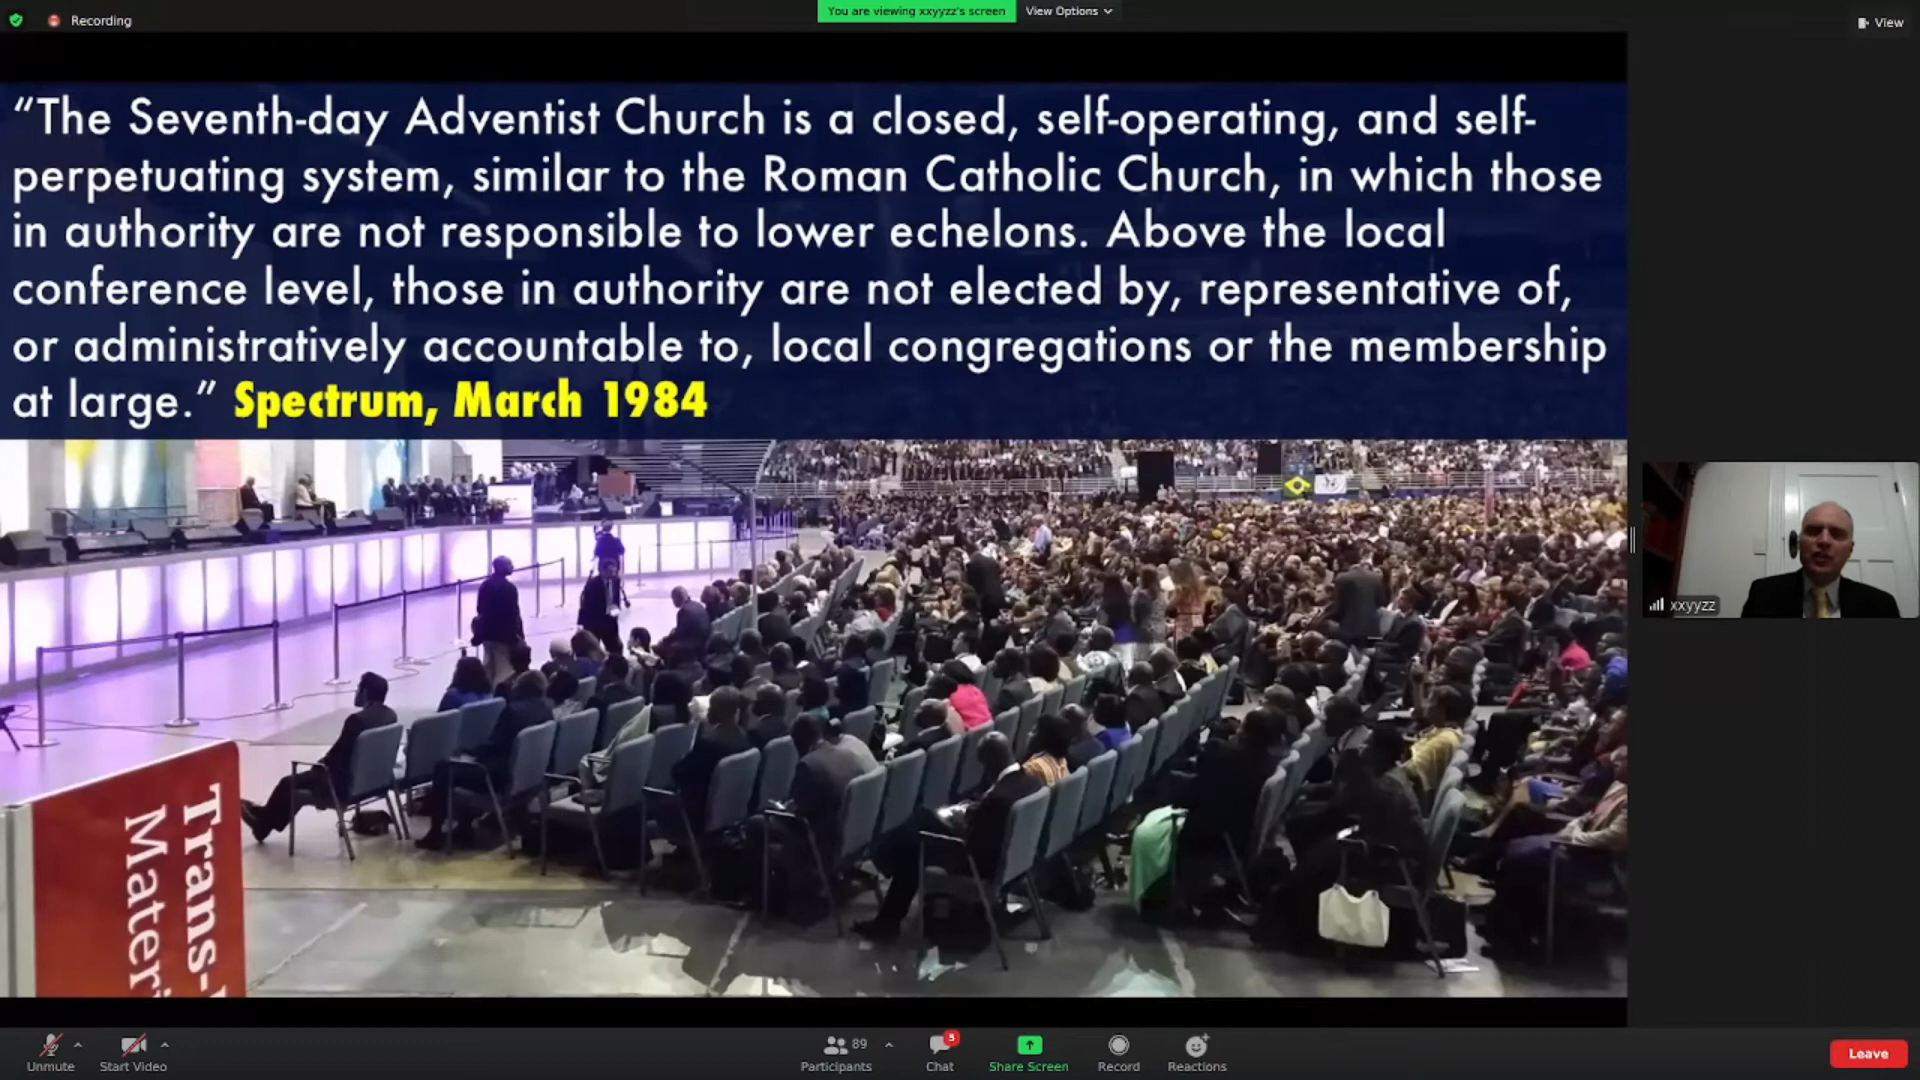 Recording
You are viewing xxyyzz's screen
View Options
View
“The Seventh-day Adventist Church is a closed, self-operating, and self-
perpetuating system, similar to the Roman Catholic Church, in which those
in authority are not responsible to lower echelons. Above the local
conference level, those in authority are not elected by, representative of,
or administratively accountable to, local congregations or the membership
at large.” Spectrum, March 1984
Trans-
Mater
xxyyzz
Unmute
Start Video
89
Participants
5
Chat
Share Screen
Record
Reactions
Leave